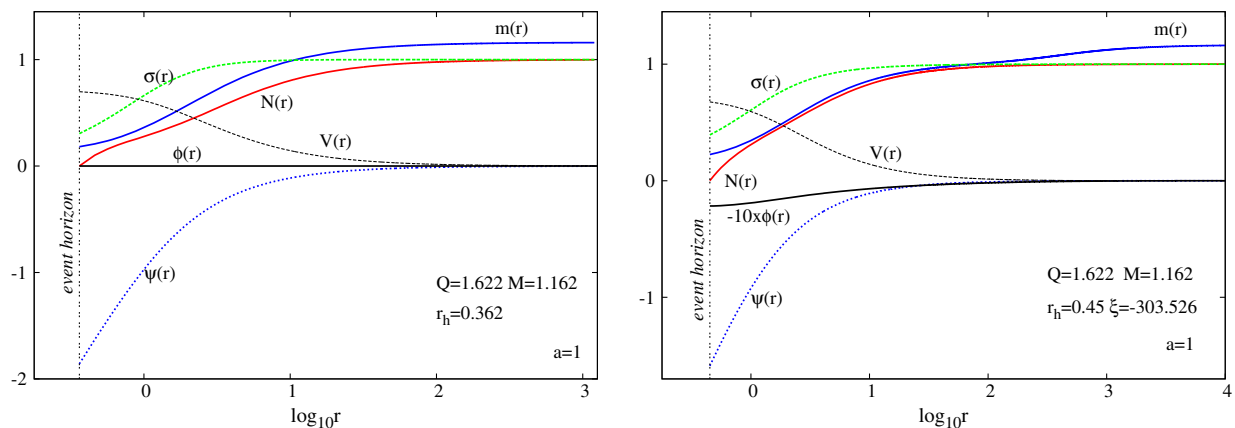 m(r)
σ(r)
N(r)
V(r)
ϕ(r)
ψ(r)
event horizon
Q=1.622 M=1.162
r_h=0.362
a=1
1
0
-1
-2
0 1 2 3
log₁₀r
m(r)
σ(r)
V(r)
N(r)
-10xϕ(r)
ψ(r)
event horizon
Q=1.622 M=1.162
r_h=0.45 ξ=-303.526
a=1
1
0
-1
0 1 2 3 4
log₁₀r